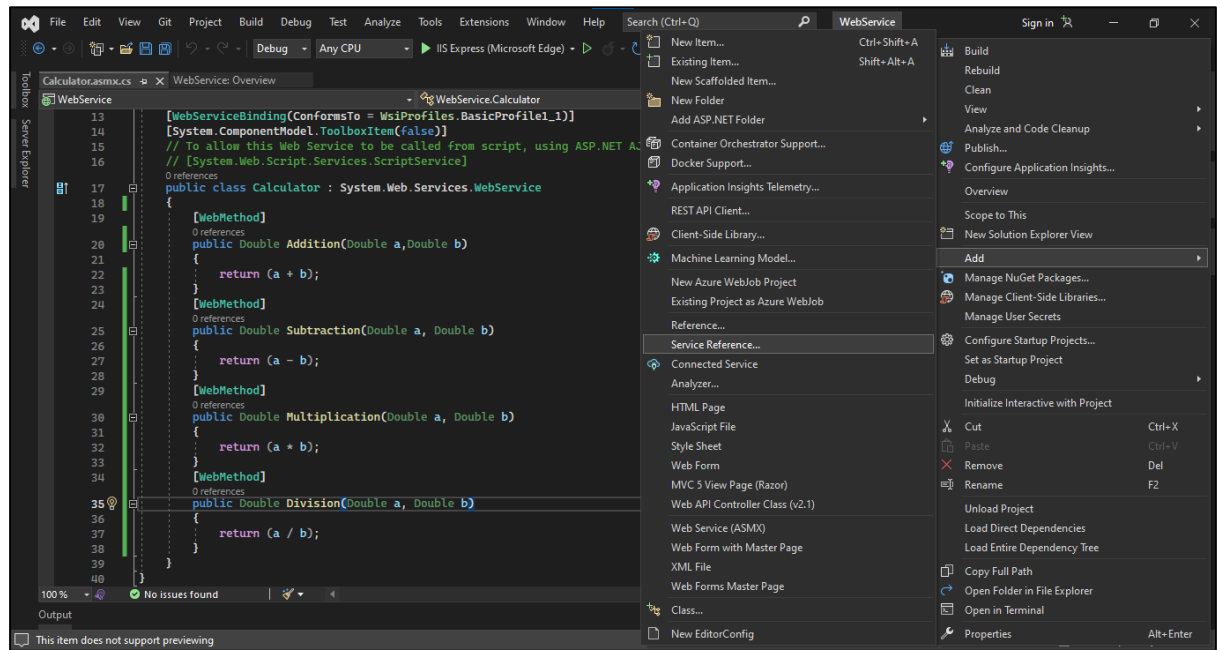 File Edit View Git Project Build Debug Test Analyze Tools Extensions Window Help Search (Ctrl+Q) WebService Sign in
Debug Any CPU IIS Express (Microsoft Edge)
Toolbox
Server Explorer
Calculator.asmx.cs WebService: Overview
WebService WebService.Calculator
13 [WebServiceBinding(ConformsTo = WsiProfiles.BasicProfile1_1)]
14 [System.ComponentModel.ToolboxItem(false)]
15 // To allow this Web Service to be called from script, using ASP.NET AJ
16 // [System.Web.Script.Services.ScriptService]
0 references
17 public class Calculator : System.Web.Services.WebService
18 {
19 [WebMethod]
0 references
20 public Double Addition(Double a,Double b)
21 {
22 return (a + b);
23 }
24 [WebMethod]
0 references
25 public Double Subtraction(Double a, Double b)
26 {
27 return (a - b);
28 }
29 [WebMethod]
0 references
30 public Double Multiplication(Double a, Double b)
31 {
32 return (a * b);
33 }
34 [WebMethod]
0 references
35 public Double Division(Double a, Double b)
36 {
37 return (a / b);
38 }
39 }
40 }
100 % No issues found
Output
This item does not support previewing
New Item... Ctrl+Shift+A
Existing Item... Shift+Alt+A
New Scaffolded Item...
New Folder
Add ASP.NET Folder
Container Orchestrator Support...
Docker Support...
Application Insights Telemetry...
REST API Client...
Client-Side Library...
Machine Learning Model...
New Azure WebJob Project
Existing Project as Azure WebJob
Reference...
Service Reference...
Connected Service
Analyzer...
HTML Page
JavaScript File
Style Sheet
Web Form
MVC 5 View Page (Razor)
Web API Controller Class (v2.1)
Web Service (ASMX)
Web Form with Master Page
XML File
Web Forms Master Page
Class...
New EditorConfig
Build
Rebuild
Clean
View
Analyze and Code Cleanup
Publish...
Configure Application Insights...
Overview
Scope to This
New Solution Explorer View
Add
Manage NuGet Packages...
Manage Client-Side Libraries...
Manage User Secrets
Configure Startup Projects...
Set as Startup Project
Debug
Initialize Interactive with Project
Cut Ctrl+X
Paste Ctrl+V
Remove Del
Rename F2
Unload Project
Load Direct Dependencies
Load Entire Dependency Tree
Copy Full Path
Open Folder in File Explorer
Open in Terminal
Properties Alt+Enter